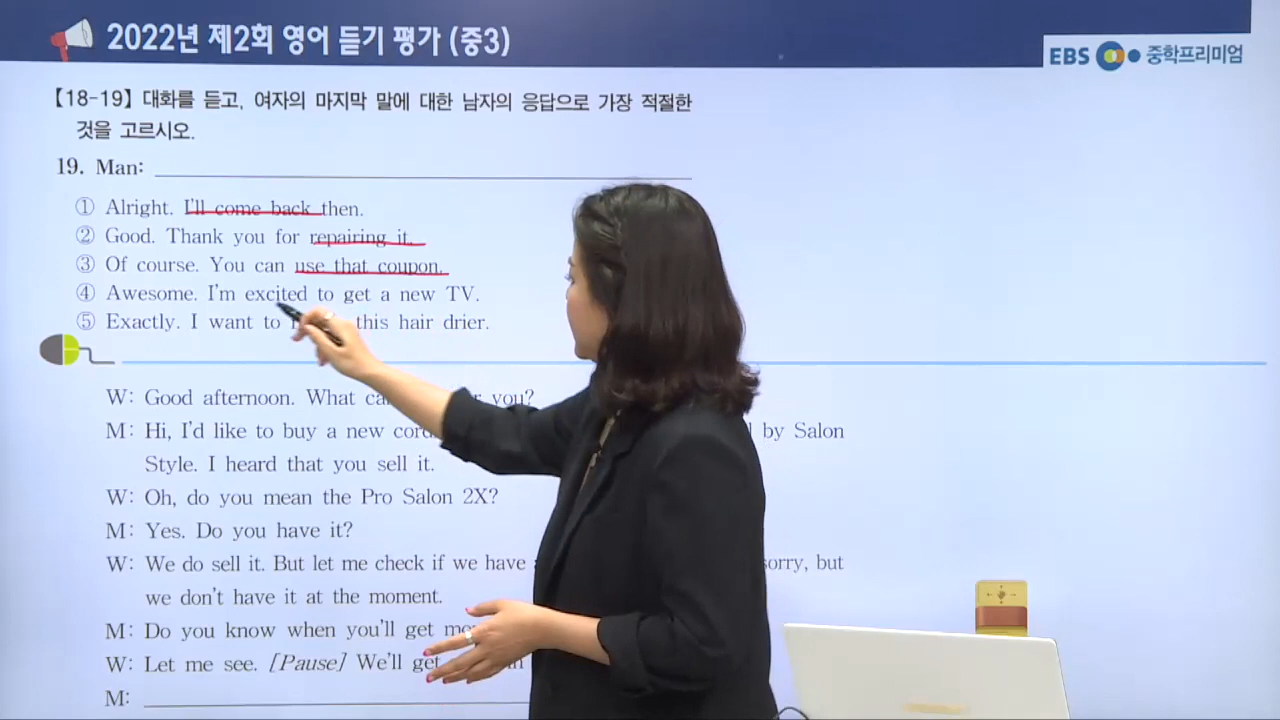 2022년 제2회 영어 듣기 평가 (중3)
EBS 중학프리미엄
【18-19】 대화를 듣고, 여자의 마지막 말에 대한 남자의 응답으로 가장 적절한
것을 고르시오.
19. Man:
① Alright. I'll come back then.
② Good. Thank you for repairing it.
③ Of course. You can use that coupon.
④ Awesome. I'm excited to get a new TV.
⑤ Exactly. I want to this hair drier.
W: Good afternoon. What you?
M: Hi, I'd like to buy a new by Salon
Style. I heard that you sell it.
W: Oh, do you mean the Pro Salon 2X?
M: Yes. Do you have it?
W: We do sell it. But let me check if we have sorry, but
we don't have it at the moment.
M: Do you know when you'll get
W: Let me see. [Pause] We'll get
M: